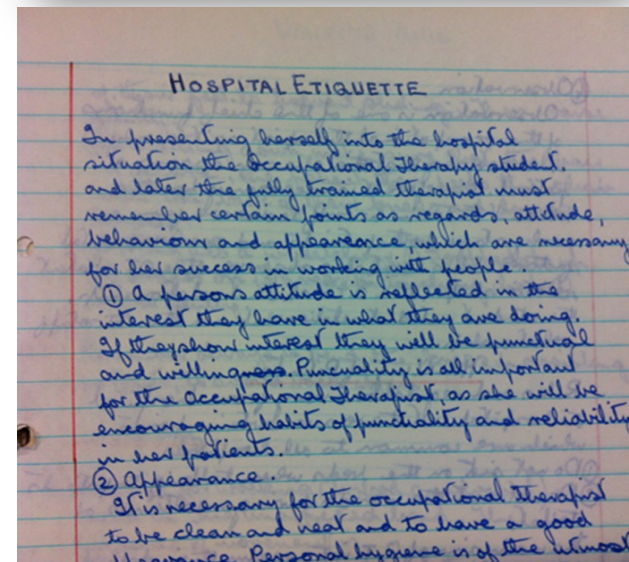 HOSPITAL ETIQUETTE
In presenting herself into the hospital
situation the Occupational Therapy student,
and later the fully trained therapist must
remember certain points as regards, attitude,
behaviour and appeareance, which are necessary
for her success in working with people.
① A persons attitude is reflected in the
interest they have in what they are doing.
If they show interest they will be punctual
and willingness. Puncuality is all important
for the Occupational Therapist, as she will be
encouraging habits of punctuality and reliability
in her patients.
② Appearance.
It is necessary for the occupational therapist
to be clean and neat and to have a good
Personal hygiene is of the utmost